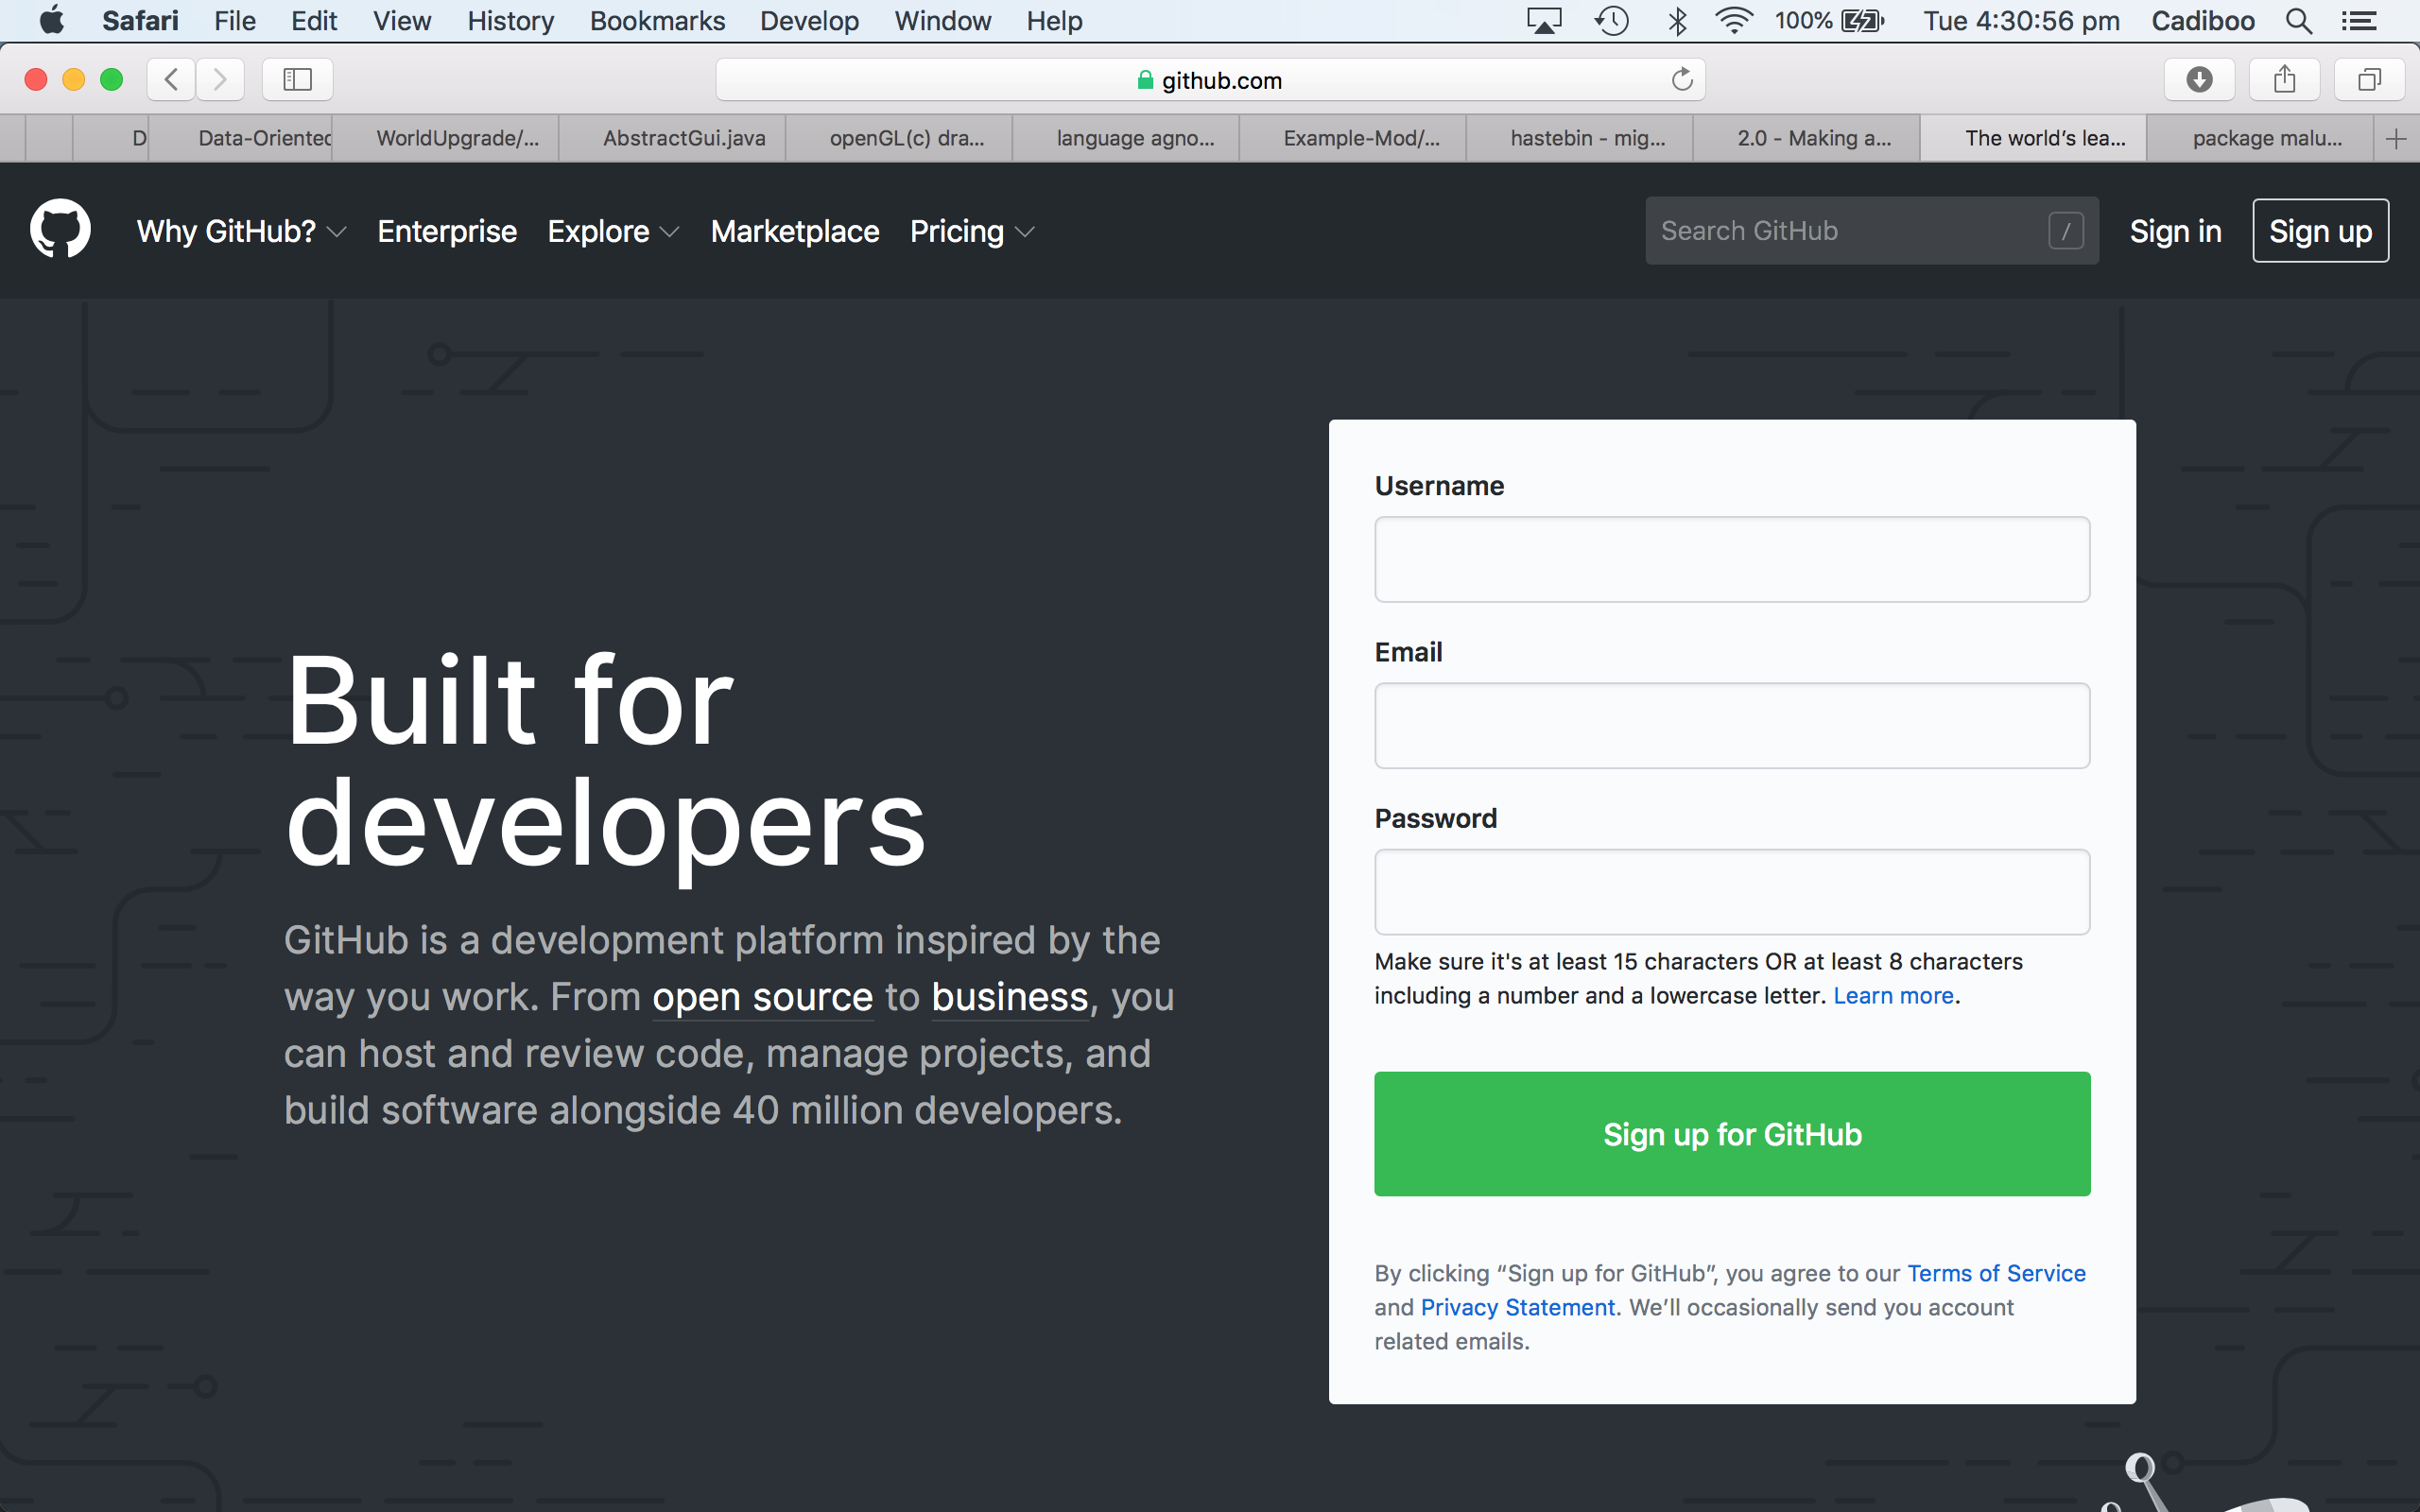 Safari File Edit View History Bookmarks Develop Window Help 100% Tue 4:30:56 pm Cadiboo
github.com
D Data-Oriented WorldUpgrade/... AbstractGui.java openGL(c) dra... language agno... Example-Mod/... hastebin - mig... 2.0 - Making a... The world’s lea... package malu...
Why GitHub? Enterprise Explore Marketplace Pricing Search GitHub / Sign in Sign up
Built for
developers
GitHub is a development platform inspired by the
way you work. From open source to business, you
can host and review code, manage projects, and
build software alongside 40 million developers.
Username
Email
Password
Make sure it's at least 15 characters OR at least 8 characters
including a number and a lowercase letter. Learn more.
Sign up for GitHub
By clicking “Sign up for GitHub”, you agree to our Terms of Service
and Privacy Statement. We’ll occasionally send you account
related emails.